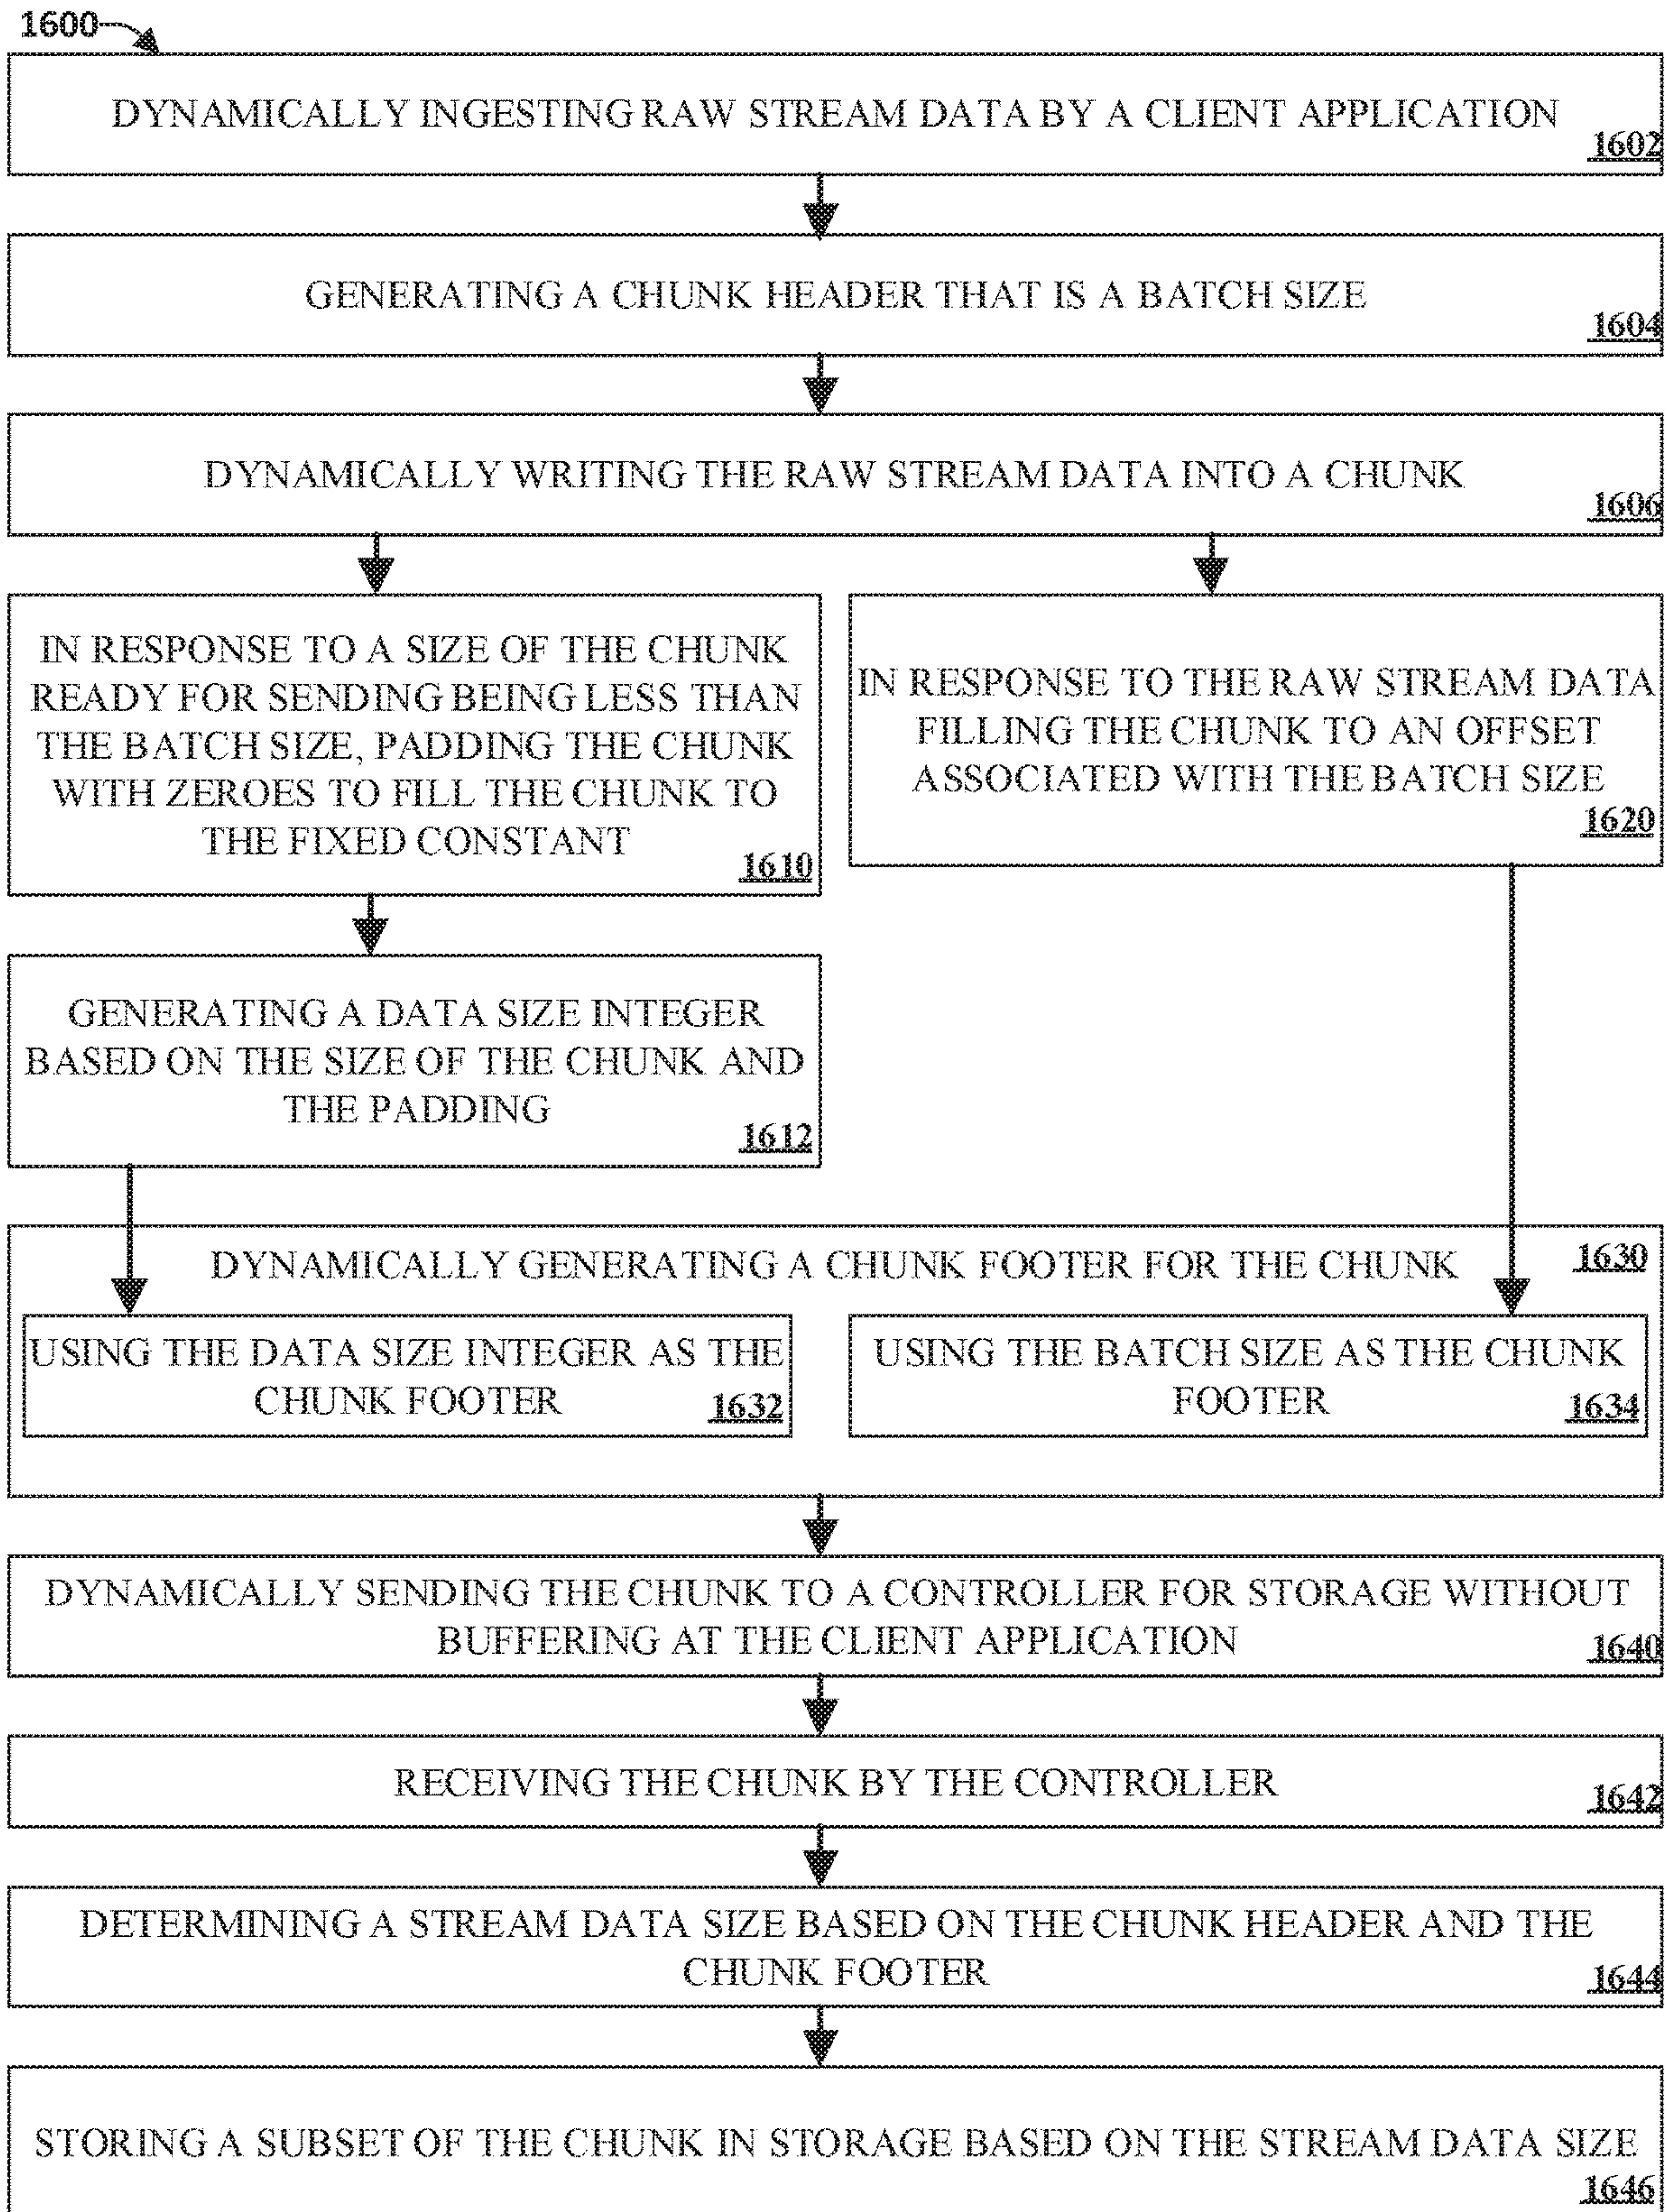 1600
DYNAMICALLY INGESTING RAW STREAM DATA BY A CLIENT APPLICATION
1602
GENERATING A CHUNK HEADER THAT IS A BATCH SIZE
1604
DYNAMICALLY WRITING THE RAW STREAM DATA INTO A CHUNK
1606
IN RESPONSE TO A SIZE OF THE CHUNK
READY FOR SENDING BEING LESS THAN
THE BATCH SIZE, PADDING THE CHUNK
WITH ZEROES TO FILL THE CHUNK TO
THE FIXED CONSTANT
1610
IN RESPONSE TO THE RAW STREAM DATA
FILLING THE CHUNK TO AN OFFSET
ASSOCIATED WITH THE BATCH SIZE
1620
GENERATING A DATA SIZE INTEGER
BASED ON THE SIZE OF THE CHUNK AND
THE PADDING
1612
DYNAMICALLY GENERATING A CHUNK FOOTER FOR THE CHUNK
1630
USING THE DATA SIZE INTEGER AS THE
CHUNK FOOTER
1632
USING THE BATCH SIZE AS THE CHUNK
FOOTER
1634
DYNAMICALLY SENDING THE CHUNK TO A CONTROLLER FOR STORAGE WITHOUT
BUFFERING AT THE CLIENT APPLICATION
1640
RECEIVING THE CHUNK BY THE CONTROLLER
1642
DETERMINING A STREAM DATA SIZE BASED ON THE CHUNK HEADER AND THE
CHUNK FOOTER
1644
STORING A SUBSET OF THE CHUNK IN STORAGE BASED ON THE STREAM DATA SIZE
1646